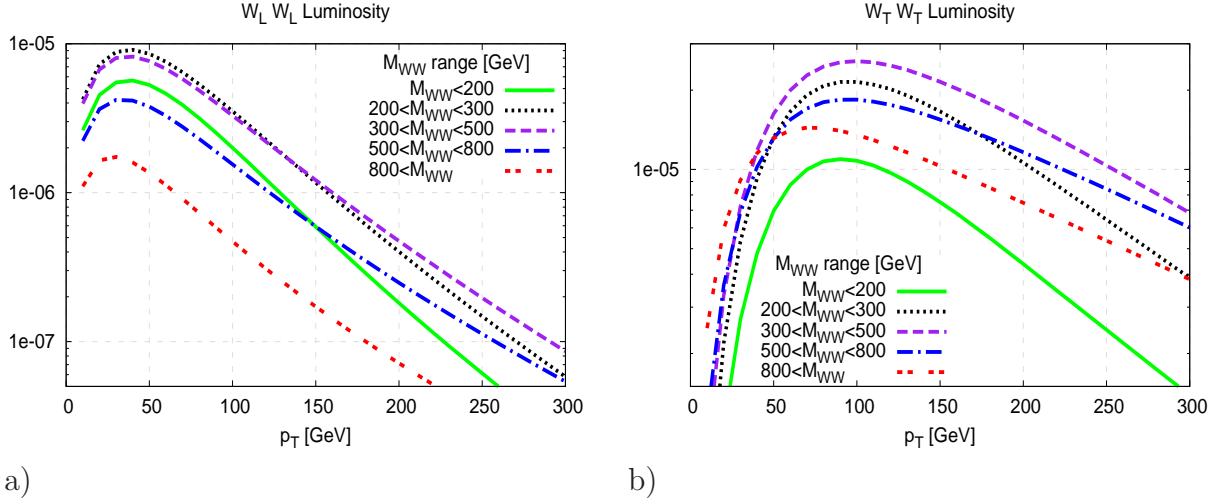 W_L W_L Luminosity
1e-05
1e-06
1e-07
M_WW range [GeV]
M_WW<200
200<M_WW<300
300<M_WW<500
500<M_WW<800
800<M_WW
0 50 100 150 200 250 300
p_T [GeV]
a)
W_T W_T Luminosity
1e-05
M_WW range [GeV]
M_WW<200
200<M_WW<300
300<M_WW<500
500<M_WW<800
800<M_WW
0 50 100 150 200 250 300
p_T [GeV]
b)